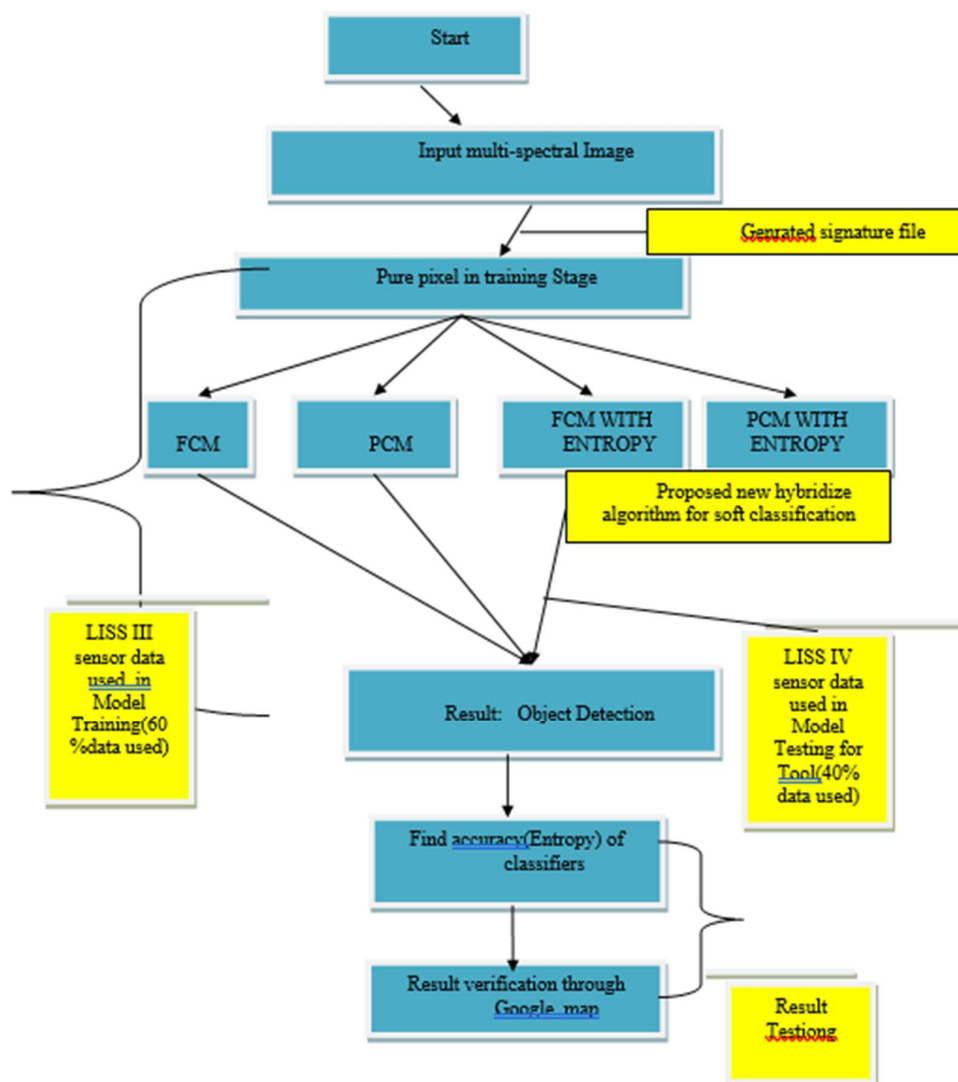 Start
Input multi-spectral Image
Genrated signature file
Pure pixel in training Stage
FCM
PCM
FCM WITH
ENTROPY
PCM WITH
ENTROPY
Proposed new hybridize
algorithm for soft classification
LISS III
sensor data
used in
Model
Training(60
%data used)
Result: Object Detection
LISS IV
sensor data
used in
Model
Testing for
Tool(40%
data used)
Find accuracy(Entropy) of
classifiers
Result verification through
Google map
Result
Testiong